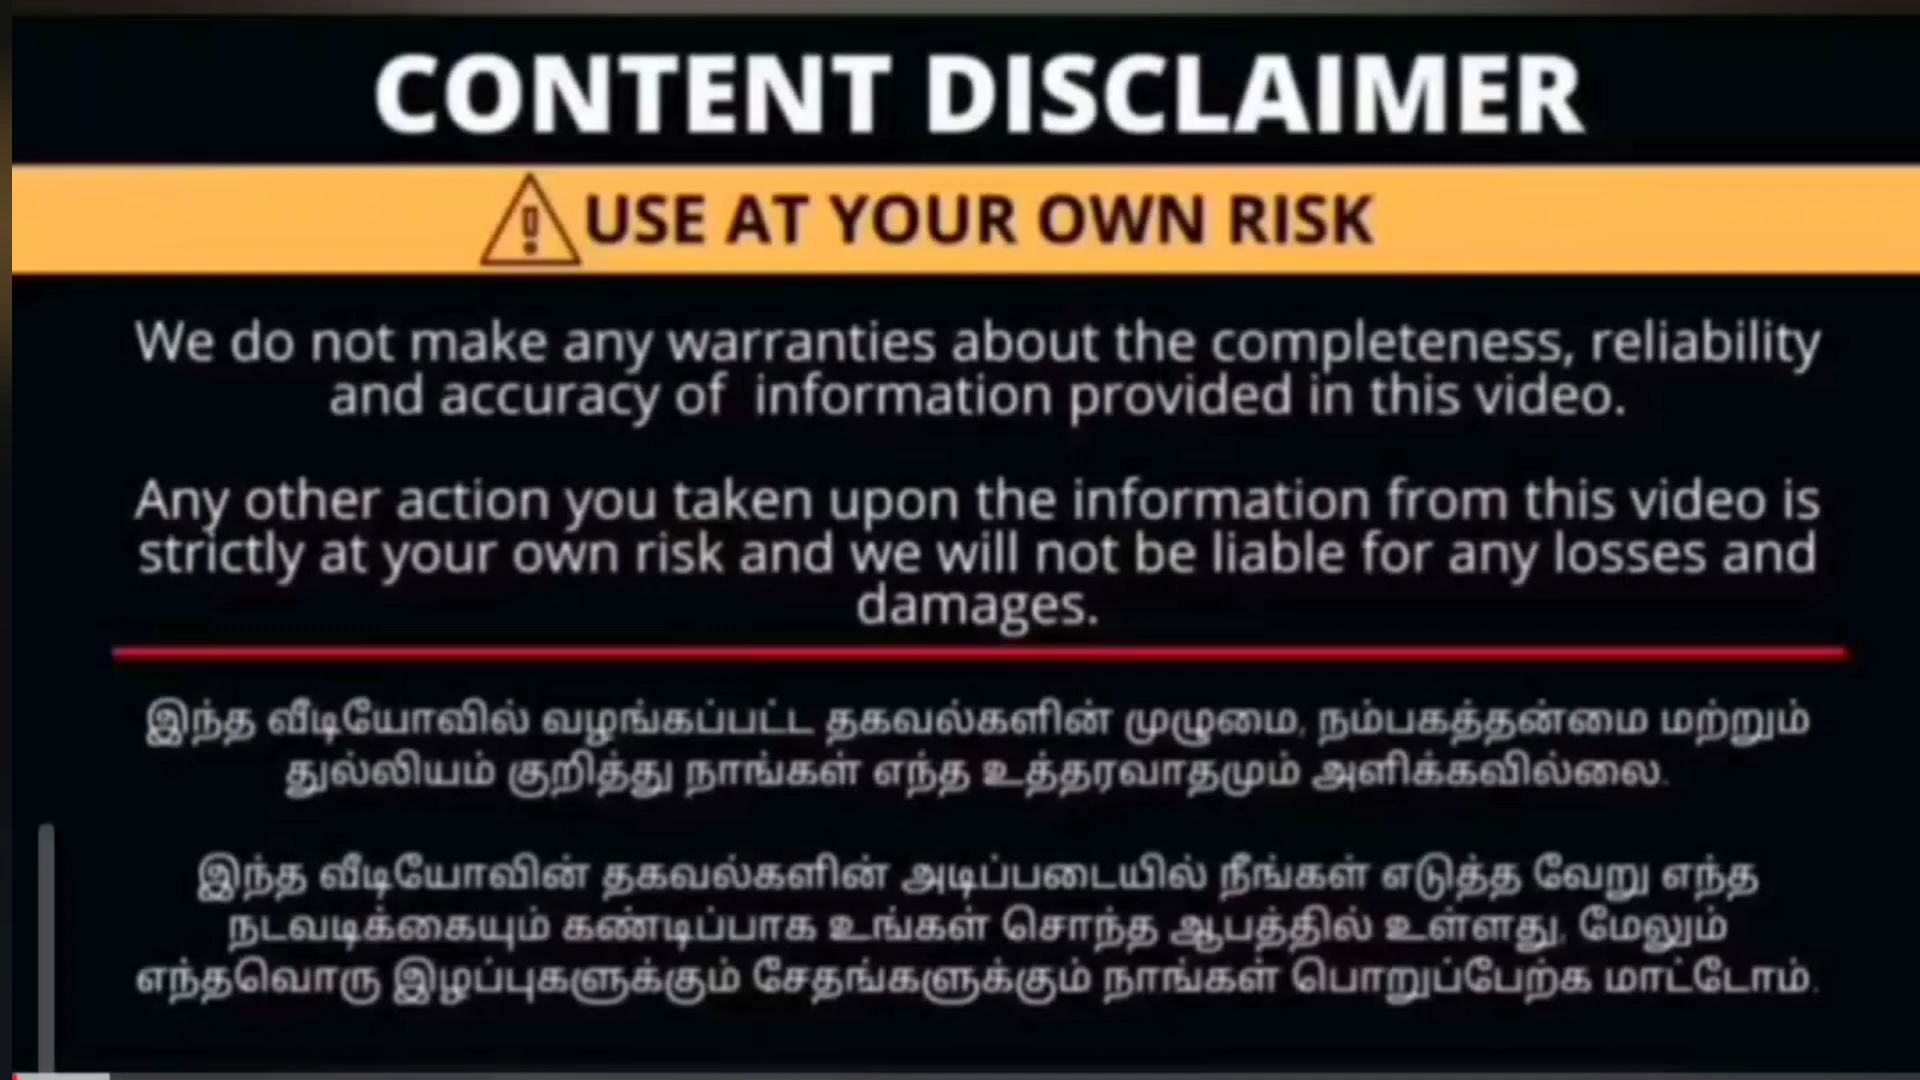 CONTENT DISCLAIMER
USE AT YOUR OWN RISK
We do not make any warranties about the completeness, reliability
and accuracy of information provided in this video.
Any other action you taken upon the information from this video is
strictly at your own risk and we will not be liable for any losses and
damages.
இந்த வீடியோவில் வழங்கப்பட்ட தகவல்களின் முழுமை, நம்பகத்தன்மை மற்றும்
துல்லியம் குறித்து நாங்கள் எந்த உத்தரவாதமும் அளிக்கவில்லை.
இந்த வீடியோவின் தகவல்களின் அடிப்படையில் நீங்கள் எடுத்த வேறு எந்த
நடவடிக்கையும் கண்டிப்பாக உங்கள் சொந்த ஆபத்தில் உள்ளது, மேலும்
எந்தவொரு இழப்புகளுக்கும் சேதங்களுக்கும் நாங்கள் பொறுப்பேற்க மாட்டோம்.